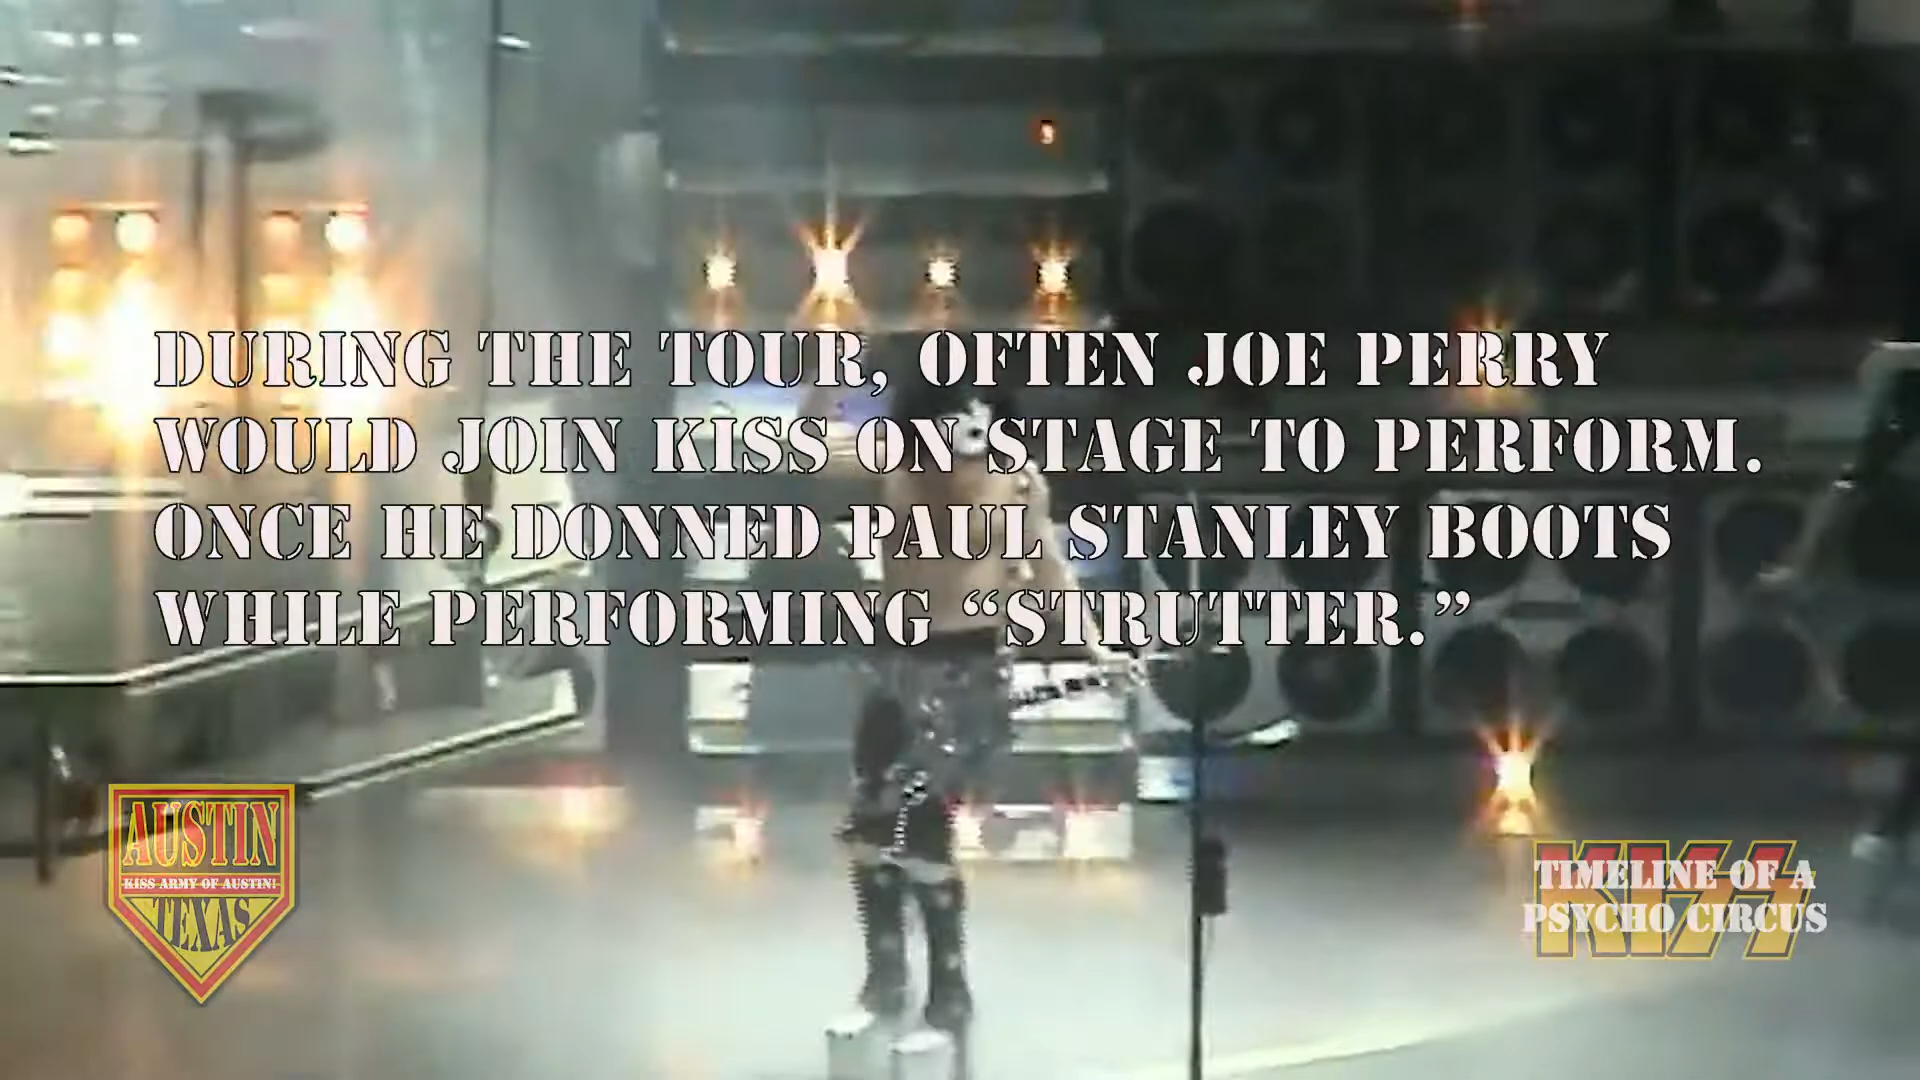 DURING THE TOUR, OFTEN JOE PERRY
WOULD JOIN KISS ON STAGE TO PERFORM.
ONCE HE DONNED PAUL STANLEY BOOTS
WHILE PERFORMING “STRUTTER.”
AUSTIN
KISS ARMY OF AUSTIN!
TEXAS
KISS
TIMELINE OF A
PSYCHO CIRCUS